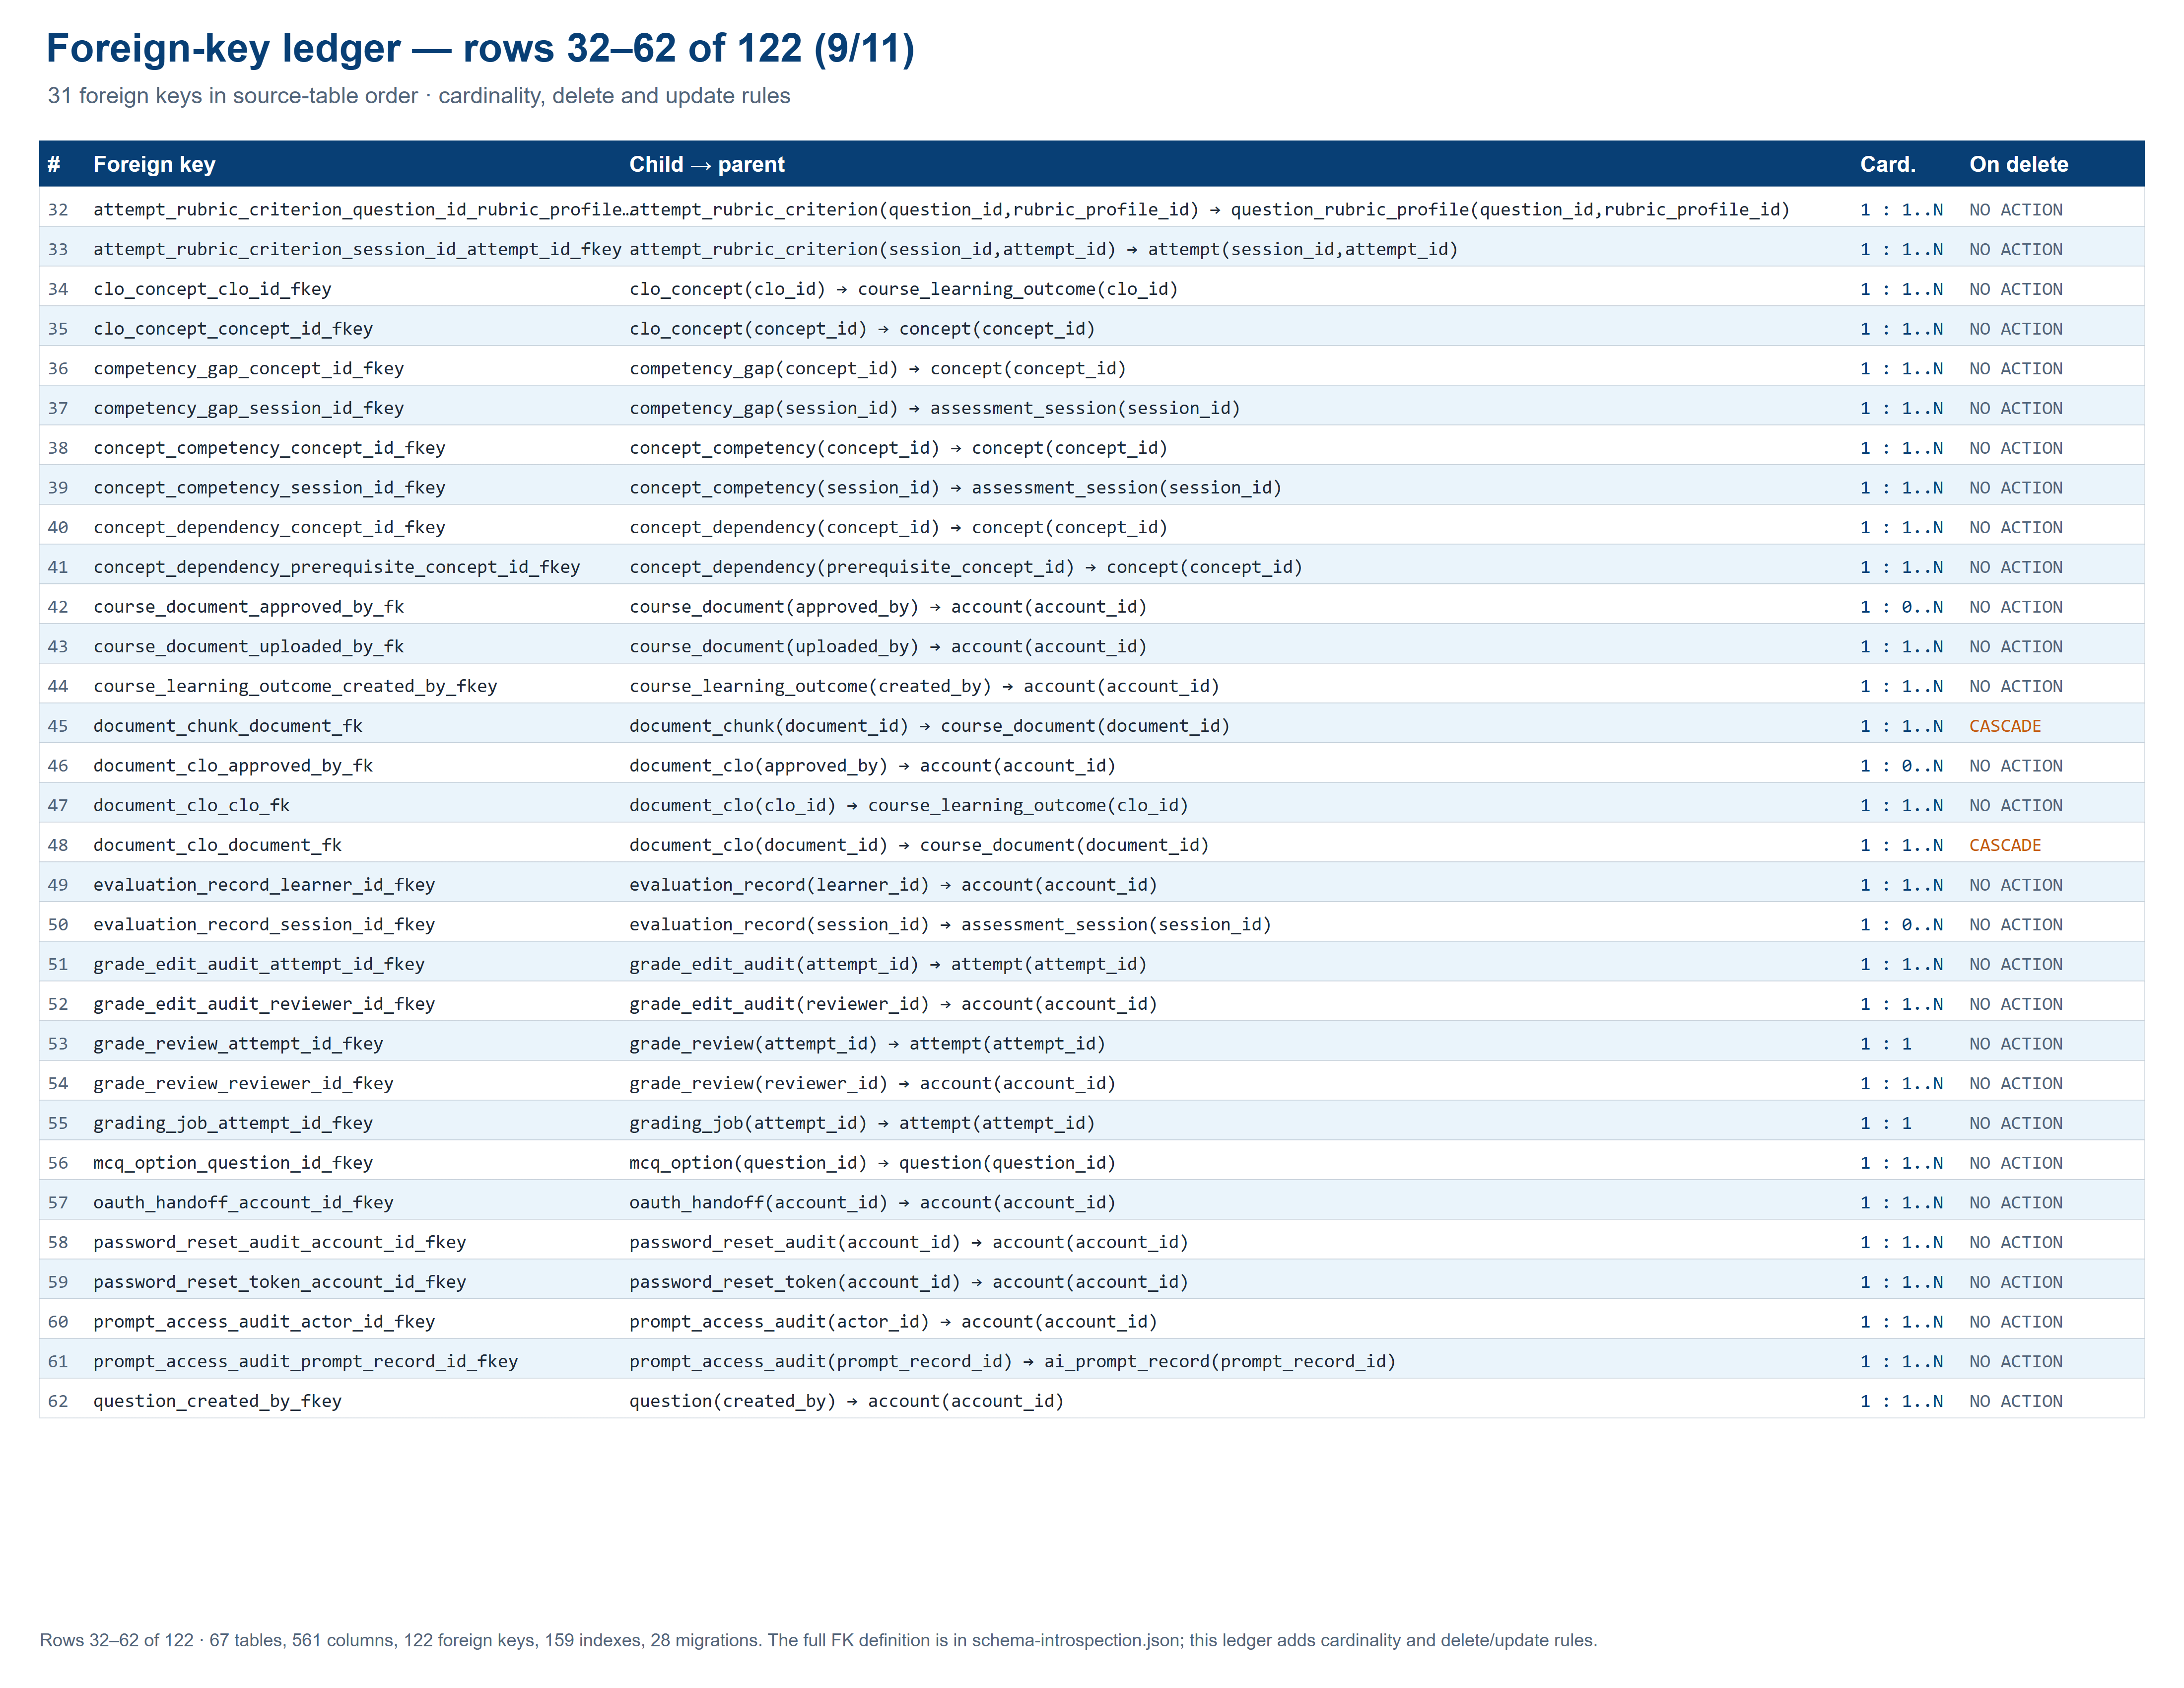 Foreign-key ledger — rows 32–62 of 122 (9/11)
31 foreign keys in source-table order · cardinality, delete and update rules
# Foreign key Child → parent Card. On delete
32 attempt_rubric_criterion_question_id_rubric_profile… attempt_rubric_criterion(question_id,rubric_profile_id) → question_rubric_profile(question_id,rubric_profile_id) 1 : 1..N NO ACTION
33 attempt_rubric_criterion_session_id_attempt_id_fkey attempt_rubric_criterion(session_id,attempt_id) → attempt(session_id,attempt_id) 1 : 1..N NO ACTION
34 clo_concept_clo_id_fkey clo_concept(clo_id) → course_learning_outcome(clo_id) 1 : 1..N NO ACTION
35 clo_concept_concept_id_fkey clo_concept(concept_id) → concept(concept_id) 1 : 1..N NO ACTION
36 competency_gap_concept_id_fkey competency_gap(concept_id) → concept(concept_id) 1 : 1..N NO ACTION
37 competency_gap_session_id_fkey competency_gap(session_id) → assessment_session(session_id) 1 : 1..N NO ACTION
38 concept_competency_concept_id_fkey concept_competency(concept_id) → concept(concept_id) 1 : 1..N NO ACTION
39 concept_competency_session_id_fkey concept_competency(session_id) → assessment_session(session_id) 1 : 1..N NO ACTION
40 concept_dependency_concept_id_fkey concept_dependency(concept_id) → concept(concept_id) 1 : 1..N NO ACTION
41 concept_dependency_prerequisite_concept_id_fkey concept_dependency(prerequisite_concept_id) → concept(concept_id) 1 : 1..N NO ACTION
42 course_document_approved_by_fk course_document(approved_by) → account(account_id) 1 : 0..N NO ACTION
43 course_document_uploaded_by_fk course_document(uploaded_by) → account(account_id) 1 : 1..N NO ACTION
44 course_learning_outcome_created_by_fkey course_learning_outcome(created_by) → account(account_id) 1 : 1..N NO ACTION
45 document_chunk_document_fk document_chunk(document_id) → course_document(document_id) 1 : 1..N CASCADE
46 document_clo_approved_by_fk document_clo(approved_by) → account(account_id) 1 : 0..N NO ACTION
47 document_clo_clo_fk document_clo(clo_id) → course_learning_outcome(clo_id) 1 : 1..N NO ACTION
48 document_clo_document_fk document_clo(document_id) → course_document(document_id) 1 : 1..N CASCADE
49 evaluation_record_learner_id_fkey evaluation_record(learner_id) → account(account_id) 1 : 1..N NO ACTION
50 evaluation_record_session_id_fkey evaluation_record(session_id) → assessment_session(session_id) 1 : 0..N NO ACTION
51 grade_edit_audit_attempt_id_fkey grade_edit_audit(attempt_id) → attempt(attempt_id) 1 : 1..N NO ACTION
52 grade_edit_audit_reviewer_id_fkey grade_edit_audit(reviewer_id) → account(account_id) 1 : 1..N NO ACTION
53 grade_review_attempt_id_fkey grade_review(attempt_id) → attempt(attempt_id) 1 : 1 NO ACTION
54 grade_review_reviewer_id_fkey grade_review(reviewer_id) → account(account_id) 1 : 1..N NO ACTION
55 grading_job_attempt_id_fkey grading_job(attempt_id) → attempt(attempt_id) 1 : 1 NO ACTION
56 mcq_option_question_id_fkey mcq_option(question_id) → question(question_id) 1 : 1..N NO ACTION
57 oauth_handoff_account_id_fkey oauth_handoff(account_id) → account(account_id) 1 : 1..N NO ACTION
58 password_reset_audit_account_id_fkey password_reset_audit(account_id) → account(account_id) 1 : 1..N NO ACTION
59 password_reset_token_account_id_fkey password_reset_token(account_id) → account(account_id) 1 : 1..N NO ACTION
60 prompt_access_audit_actor_id_fkey prompt_access_audit(actor_id) → account(account_id) 1 : 1..N NO ACTION
61 prompt_access_audit_prompt_record_id_fkey prompt_access_audit(prompt_record_id) → ai_prompt_record(prompt_record_id) 1 : 1..N NO ACTION
62 question_created_by_fkey question(created_by) → account(account_id) 1 : 1..N NO ACTION
Rows 32–62 of 122 · 67 tables, 561 columns, 122 foreign keys, 159 indexes, 28 migrations. The full FK definition is in schema-introspection.json; this ledger adds cardinality and delete/update rules.